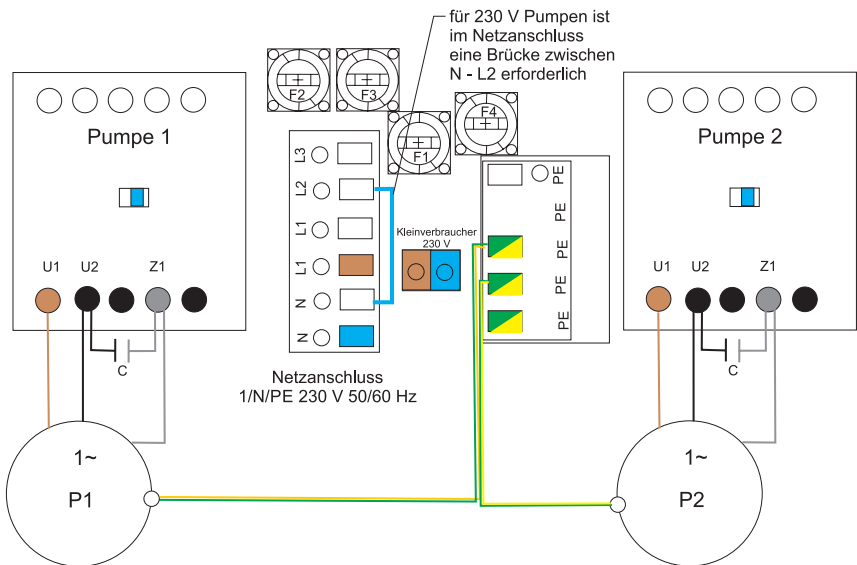 für 230 V Pumpen ist
im Netzanschluss
eine Brücke zwischen
N - L2 erforderlich
F2
F3
F1
F4
Pumpe 1
U1
U2
Z1
C
1~
P1
L3
L2
L1
L1
N
N
Netzanschluss
1/N/PE 230 V 50/60 Hz
Kleinverbraucher
230 V
PE
PE
PE
PE
PE
Pumpe 2
U1
U2
Z1
C
1~
P2